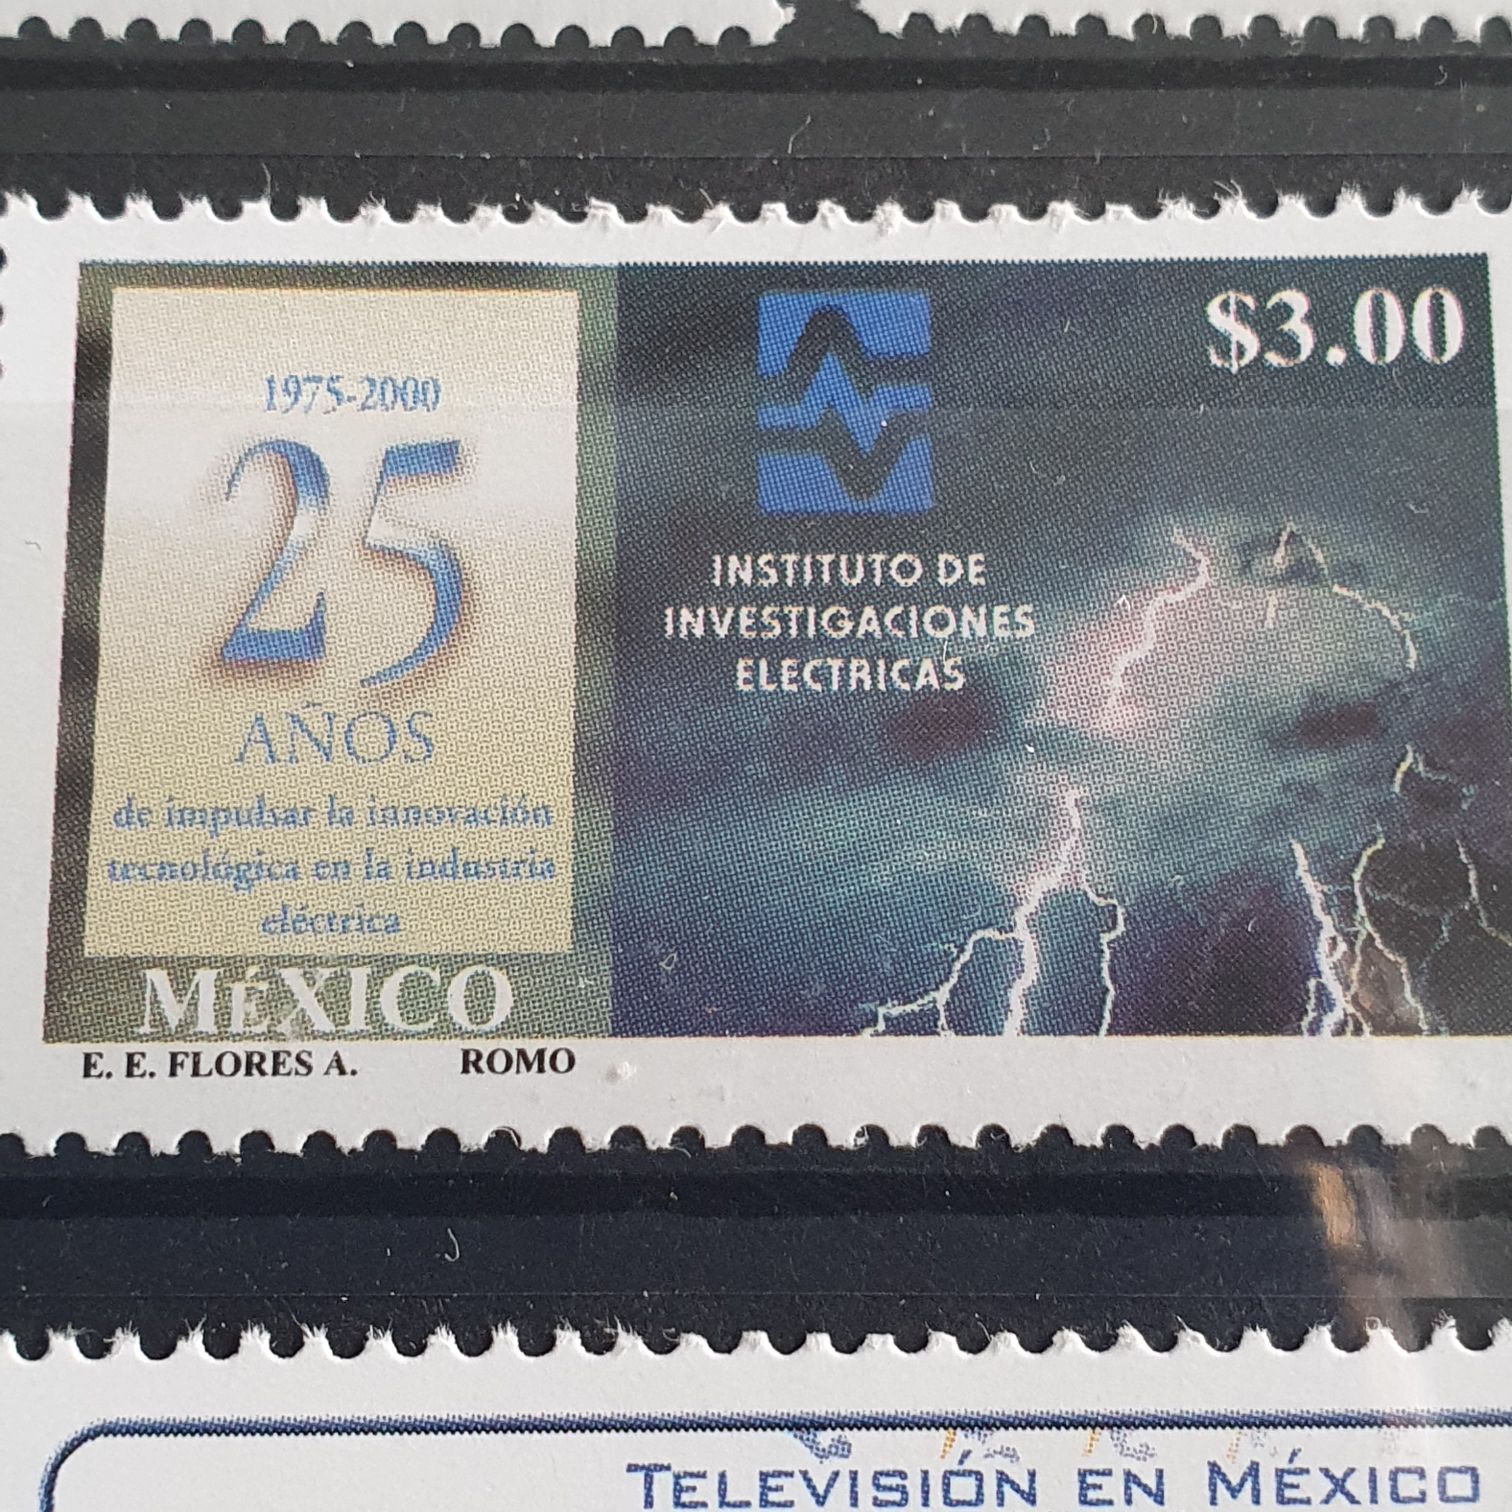 1975-2000
25
AÑOS
de impulsar la innovación
tecnológica en la industria
eléctrica
MÉXICO
$3.00
INSTITUTO DE
INVESTIGACIONES
ELECTRICAS
E. E. FLORES A. ROMO
TELEVISIÓN EN MÉXICO